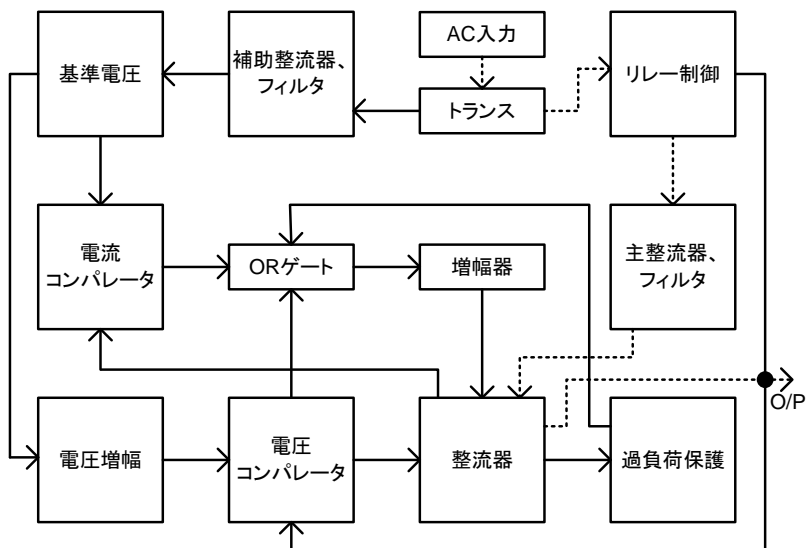 AC入力
基準電圧
補助整流器、
フィルタ
トランス
リレー制御
電流
コンパレータ
ORゲート
増幅器
主整流器、
フィルタ
O/P
電圧増幅
電圧
コンパレータ
整流器
過負荷保護